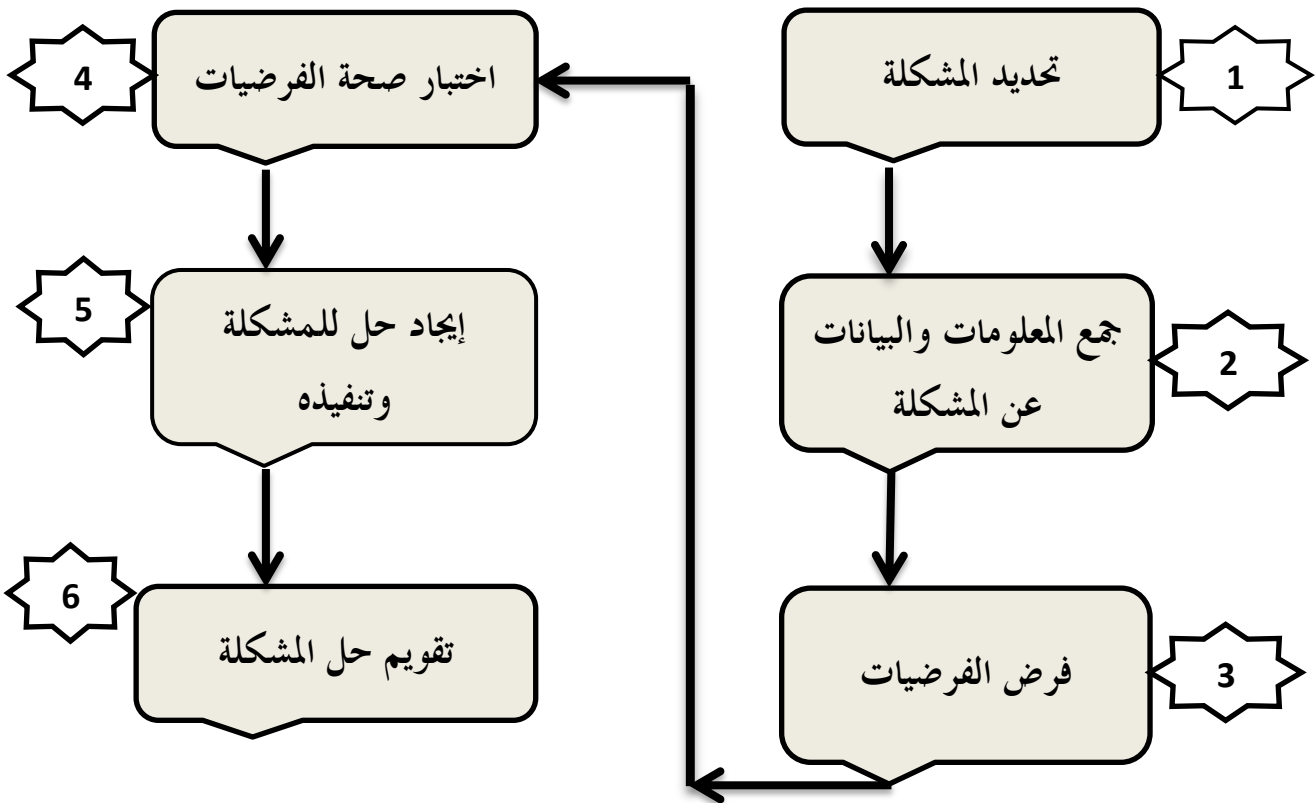 1
تحديد المشكلة
2
جمع المعلومات والبيانات
عن المشكلة
3
فرض الفرضيات
4
اختبار صحة الفرضيات
5
إيجاد حل للمشكلة
وتنفيذه
6
تقويم حل المشكلة